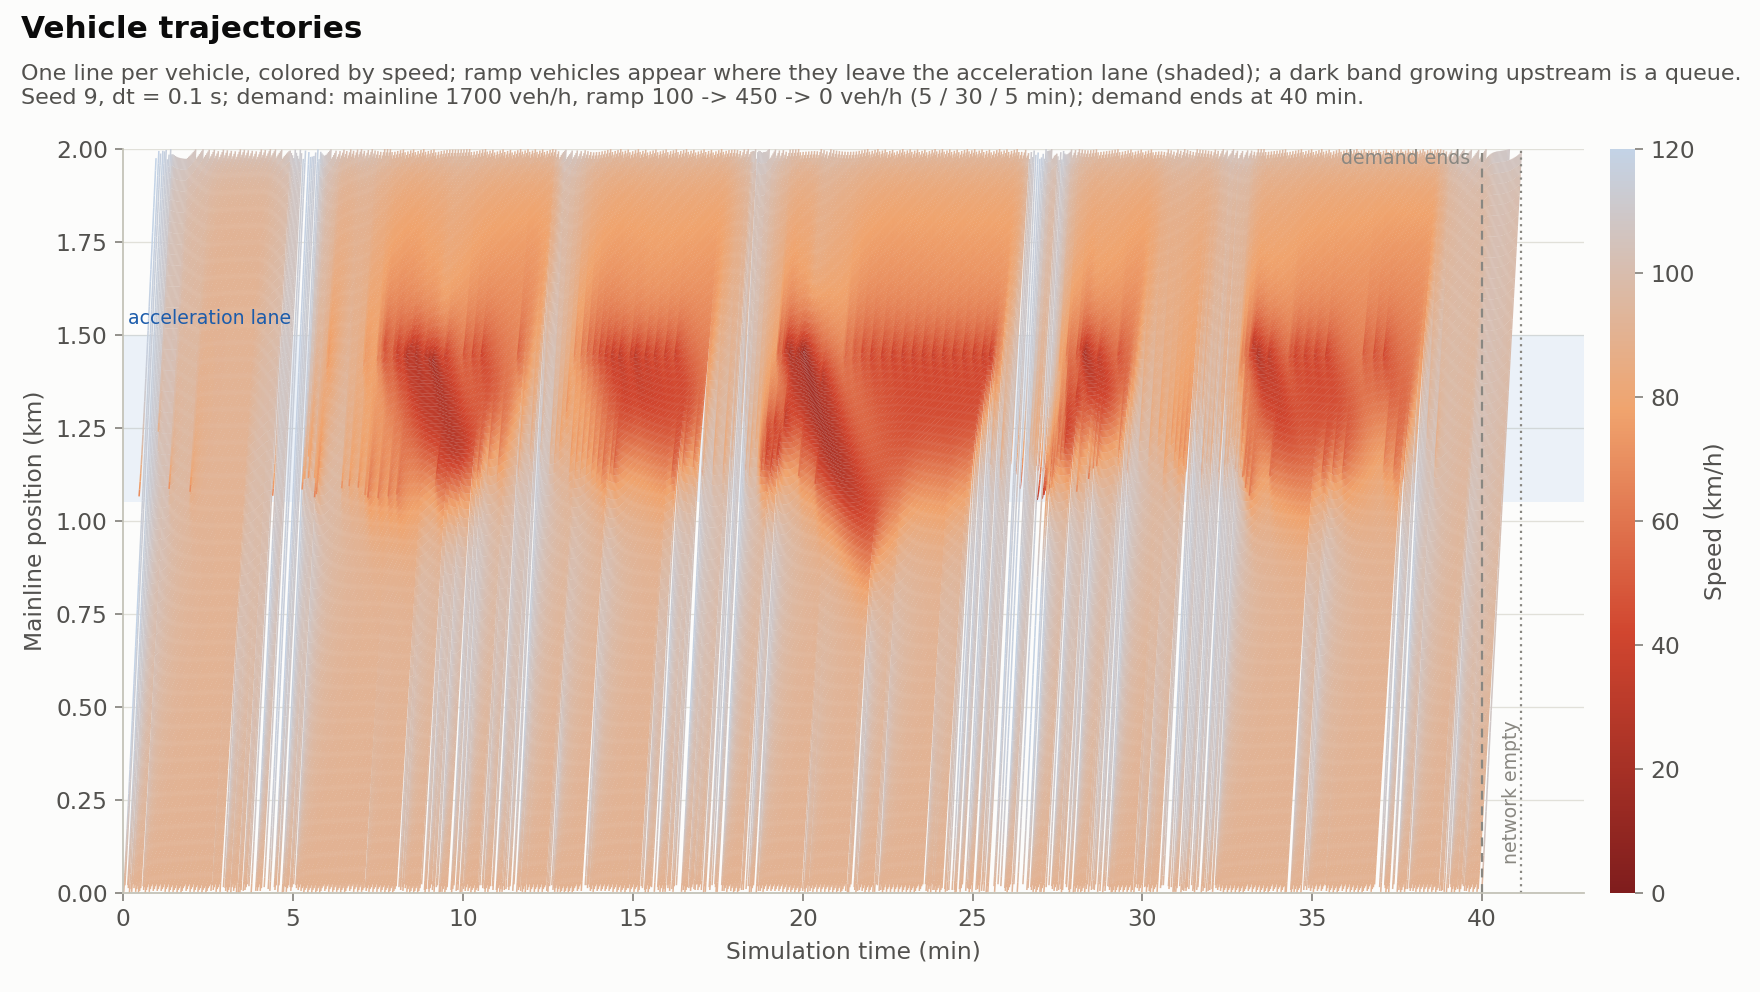 Vehicle trajectories
One line per vehicle, colored by speed; ramp vehicles appear where they leave the acceleration lane (shaded); a dark band growing upstream is a queue.
Seed 9, dt = 0.1 s; demand: mainline 1700 veh/h, ramp 100 -> 450 -> 0 veh/h (5 / 30 / 5 min); demand ends at 40 min.
demand ends
acceleration lane
network empty
Mainline position (km)
2.00
1.75
1.50
1.25
1.00
0.75
0.50
0.25
0.00
0
5
10
15
20
25
30
35
40
Simulation time (min)
120
100
80
60
40
20
0
Speed (km/h)